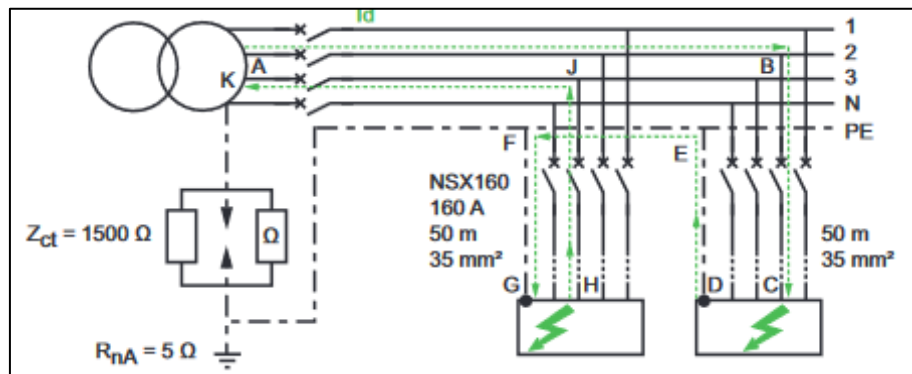 Id
1
A J B 2
K 3
N
PE
F E
NSX160
160 A
50 m
35 mm²
50 m
35 mm²
Zct = 1500 Ω
Ω
G H D C
RnA = 5 Ω